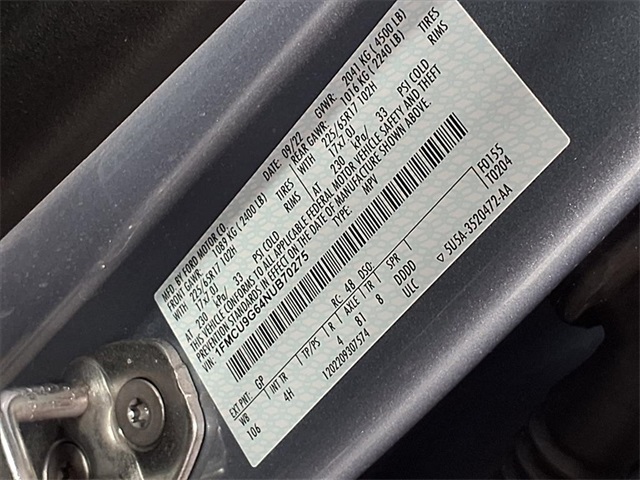 MFD. BY FORD MOTOR CO. DATE: 09/22 GVWR: 2041 KG ( 4500 LB)
FRONT GAWR: 1089 KG ( 2400 LB) REAR GAWR: 1016 KG ( 2240 LB)
225/65R17 102H TIRES WITH 225/65R17 102H TIRES
17x7.0J RIMS 17x7.0J RIMS
AT 230 kPa/ 33 PSI COLD AT 230 kPa/ 33 PSI COLD
THIS VEHICLE CONFORMS TO ALL APPLICABLE FEDERAL MOTOR VEHICLE SAFETY AND THEFT
PREVENTION STANDARDS IN EFFECT ON THE DATE OF MANUFACTURE SHOWN ABOVE.
VIN: 1FMCU9G64NUB70275 TYPE: MPV
F0155
T0204
EXT PNT: GP RC: 4B DSO:
WB INT TR TP/PS R AXLE TR SPR ▽5U5A-3520472-AA
106 4H 4 81 8 DDDD
1202209307574 ULC